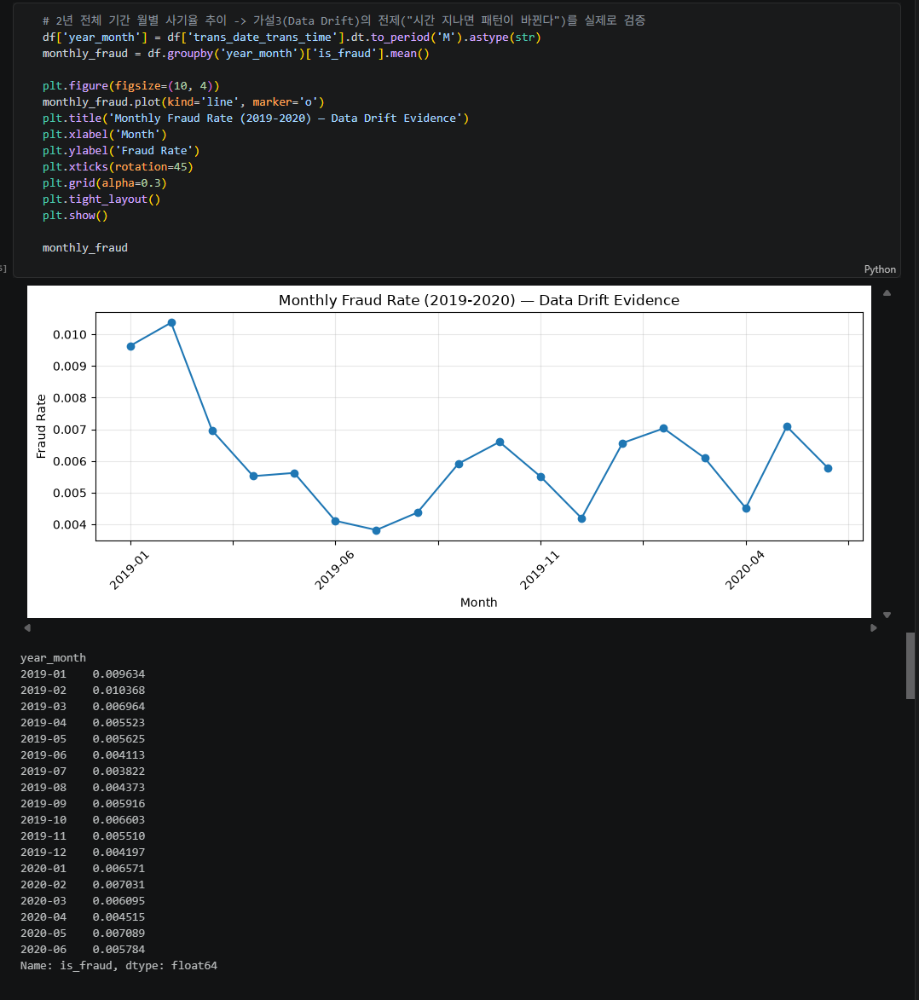 # 2년 전체 기간 월별 사기율 추이 -> 가설3(Data Drift)의 전제("시간 지나면 패턴이 바뀐다")를 실제로 검증
df['year_month'] = df['trans_date_trans_time'].dt.to_period('M').astype(str)
monthly_fraud = df.groupby('year_month')['is_fraud'].mean()
plt.figure(figsize=(10, 4))
monthly_fraud.plot(kind='line', marker='o')
plt.title('Monthly Fraud Rate (2019-2020) — Data Drift Evidence')
plt.xlabel('Month')
plt.ylabel('Fraud Rate')
plt.xticks(rotation=45)
plt.grid(alpha=0.3)
plt.tight_layout()
plt.show()
monthly_fraud
Python
Monthly Fraud Rate (2019-2020) — Data Drift Evidence
0.010
0.009
0.008
0.007
0.006
0.005
0.004
Fraud Rate
2019-01
2019-06
2019-11
2020-04
Month
year_month
2019-01 0.009634
2019-02 0.010368
2019-03 0.006964
2019-04 0.005523
2019-05 0.005625
2019-06 0.004113
2019-07 0.003822
2019-08 0.004373
2019-09 0.005916
2019-10 0.006603
2019-11 0.005510
2019-12 0.004197
2020-01 0.006571
2020-02 0.007031
2020-03 0.006095
2020-04 0.004515
2020-05 0.007089
2020-06 0.005784
Name: is_fraud, dtype: float64